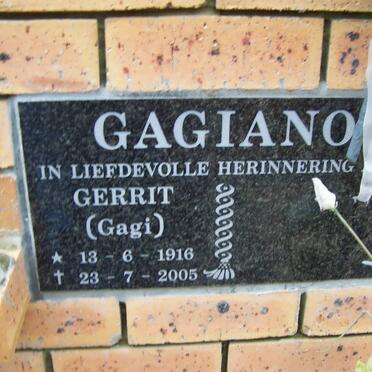 GAGIANO
IN LIEFDEVOLLE HERINNERING
GERRIT
(Gagi)
★ 13 - 6 - 1916
✝ 23 - 7 - 2005